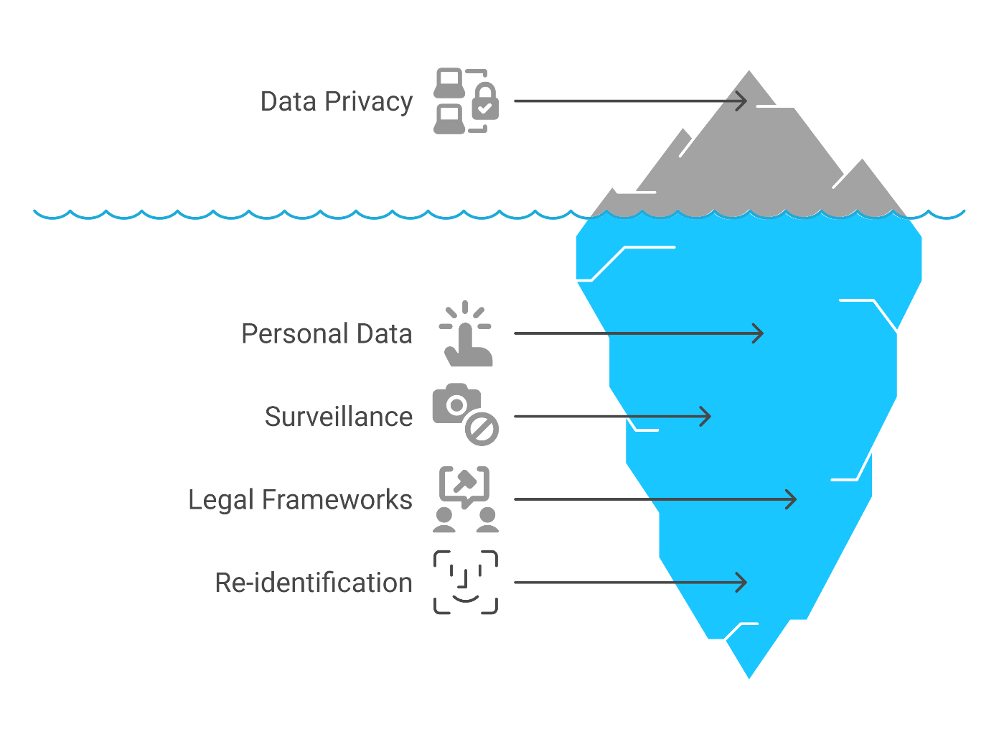 Data Privacy
Personal Data
Surveillance
Legal Frameworks
Re-identification